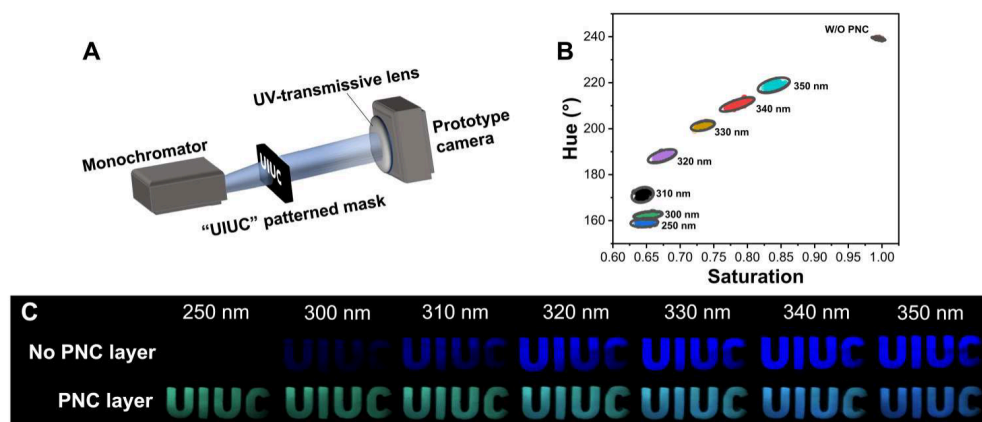 A
UV-transmissive lens
Prototype
camera
Monochromator
UIUC
“UIUC” patterned mask
B
Hue (°)
240
220
200
180
160
W/O PNC
350 nm
340 nm
330 nm
320 nm
310 nm
300 nm
250 nm
0.60 0.65 0.70 0.75 0.80 0.85 0.90 0.95 1.00
Saturation
C
250 nm 300 nm 310 nm 320 nm 330 nm 340 nm 350 nm
No PNC layer UIUC UIUC UIUC UIUC UIUC UIUC
PNC layer UIUC UIUC UIUC UIUC UIUC UIUC UIUC